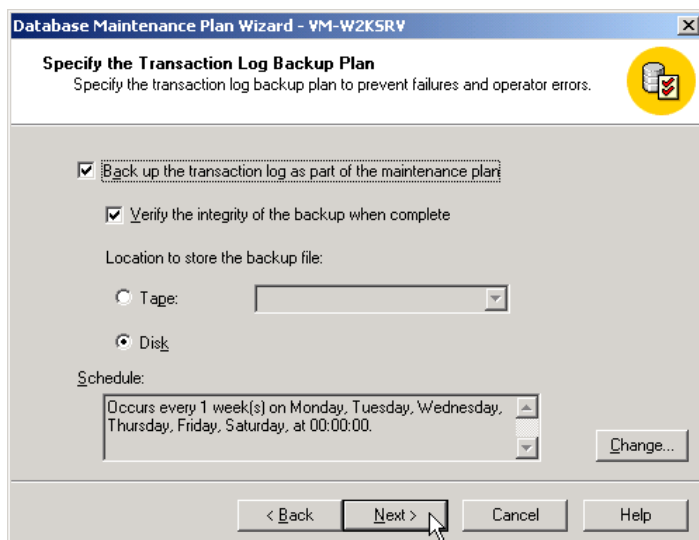 Database Maintenance Plan Wizard - VM-W2KSRV
Specify the Transaction Log Backup Plan
Specify the transaction log backup plan to prevent failures and operator errors.
Back up the transaction log as part of the maintenance plan
Verify the integrity of the backup when complete
Location to store the backup file:
Tape:
Disk
Schedule:
Occurs every 1 week(s) on Monday, Tuesday, Wednesday,
Thursday, Friday, Saturday, at 00:00:00.
Change...
< Back Next > Cancel Help